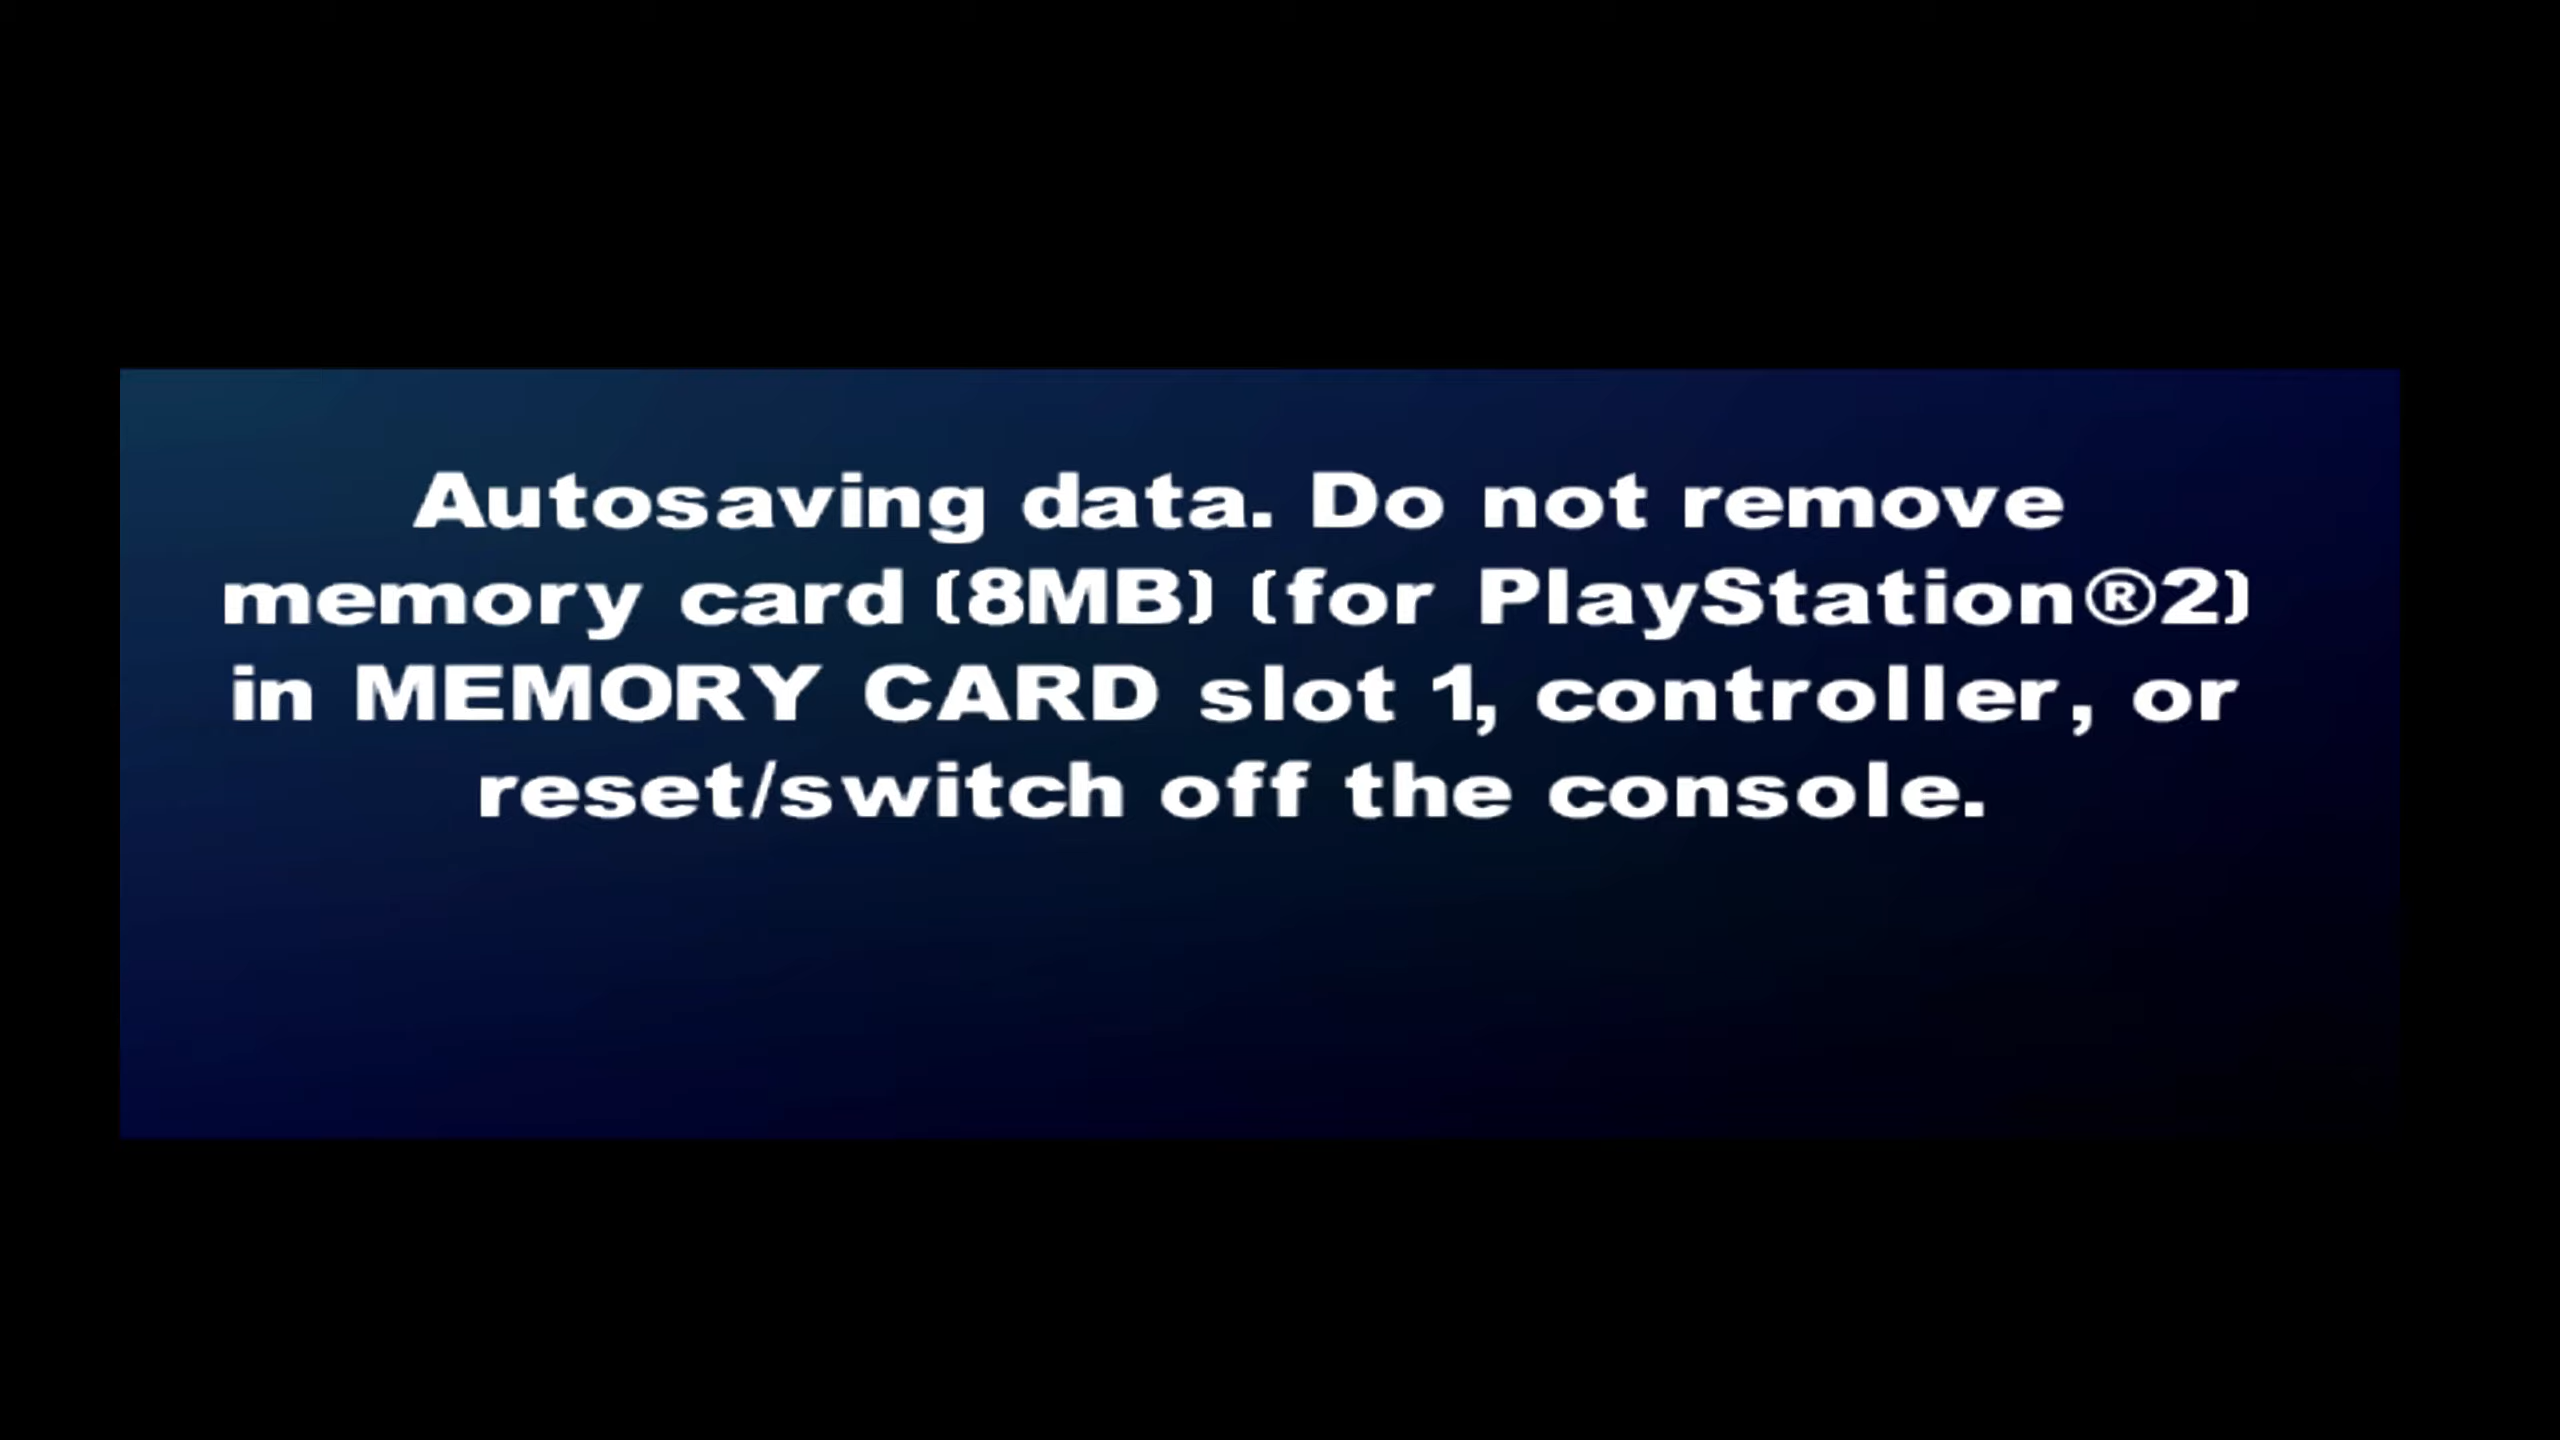 Autosaving data. Do not remove
memory card (8MB) (for PlayStation®2)
in MEMORY CARD slot 1, controller, or
reset/switch off the console.